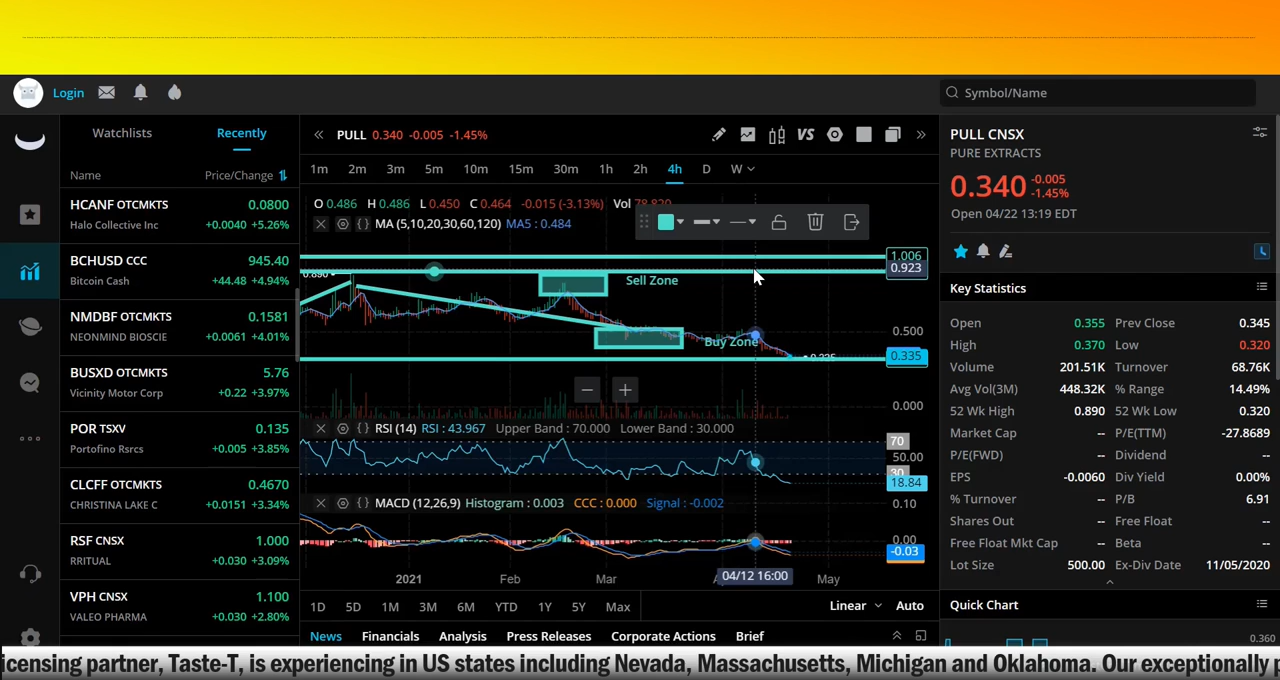 Login
Symbol/Name
Watchlists
Recently
Name
Price/Change
HCANF OTCMKTS 0.0800
Halo Collective Inc +0.0040 +5.26%
BCHUSD CCC 945.40
Bitcoin Cash +44.48 +4.94%
NMDBF OTCMKTS 0.1581
NEONMIND BIOSCIE +0.0061 +4.01%
BUSXD OTCMKTS 5.76
Vicinity Motor Corp +0.22 +3.97%
POR TSXV 0.135
Portofino Rsrcs +0.005 +3.85%
CLCFF OTCMKTS 0.4670
CHRISTINA LAKE C +0.0151 +3.34%
RSF CNSX 1.000
RRITUAL +0.030 +3.09%
VPH CNSX 1.100
VALEO PHARMA +0.030 +2.80%
PULL 0.340 -0.005 -1.45%
VS
1m 2m 3m 5m 10m 15m 30m 1h 2h 4h D W
O 0.486 H 0.486 L 0.450 C 0.464 -0.015 (-3.13%) Vol 78.820
MA (5,10,20,30,60,120) MA5 : 0.484
1.006
0.923
0.890
Sell Zone
0.500
Buy Zone
0.335
0.000
RSI (14) RSI : 43.967 Upper Band : 70.000 Lower Band : 30.000
70
50.00
30
18.84
MACD (12,26,9) Histogram : 0.003 CCC : 0.000 Signal : -0.002
0.10
0.00
-0.03
2021 Feb Mar 04/12 16:00 May
1D 5D 1M 3M 6M YTD 1Y 5Y Max
Linear Auto
News Financials Analysis Press Releases Corporate Actions Brief
PULL CNSX
PURE EXTRACTS
0.340 -0.005
-1.45%
Open 04/22 13:19 EDT
Key Statistics
Open 0.355 Prev Close 0.345
High 0.370 Low 0.320
Volume 201.51K Turnover 68.76K
Avg Vol(3M) 448.32K % Range 14.49%
52 Wk High 0.890 52 Wk Low 0.320
Market Cap -- P/E(TTM) -27.8689
P/E(FWD) -- Dividend --
EPS -0.0060 Div Yield 0.00%
% Turnover -- P/B 6.91
Shares Out -- Free Float --
Free Float Mkt Cap -- Beta --
Lot Size 500.00 Ex-Div Date 11/05/2020
Quick Chart
0.360
icensing partner, Taste-T, is experiencing in US states including Nevada, Massachusetts, Michigan and Oklahoma. Our exceptionally